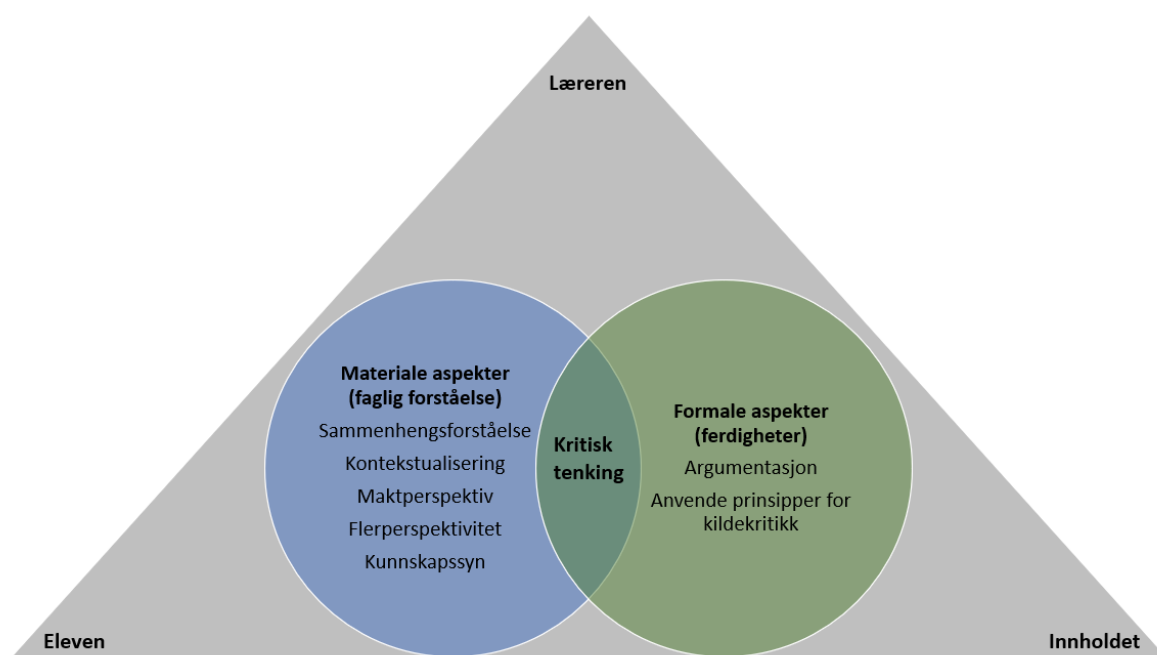 Læreren
Materiale aspekter
(faglig forståelse)
Sammenhengsforståelse
Kontekstualisering
Maktperspektiv
Flerperspektivitet
Kunnskapssyn
Kritisk
tenking
Formale aspekter
(ferdigheter)
Argumentasjon
Anvende prinsipper for
kildekritikk
Eleven
Innholdet